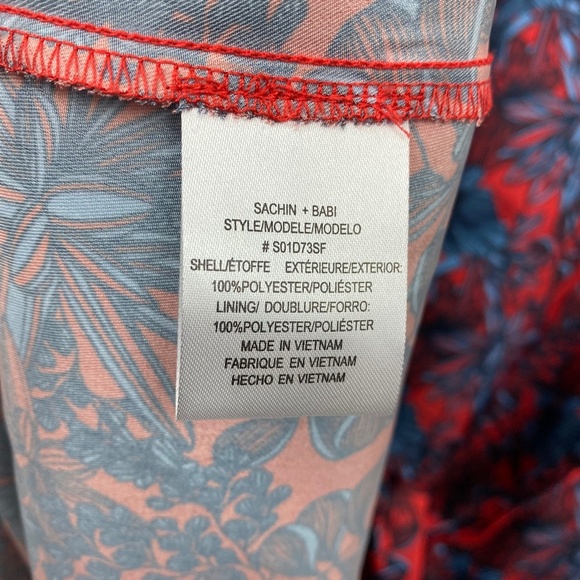 SACHIN + BABI
STYLE/MODELE/MODELO
# S01D73SF
SHELL/ÉTOFFE EXTÉRIEURE/EXTERIOR:
100%POLYESTER/POLIÉSTER
LINING/ DOUBLURE/FORRO:
100%POLYESTER/POLIÉSTER
MADE IN VIETNAM
FABRIQUE EN VIETNAM
HECHO EN VIETNAM